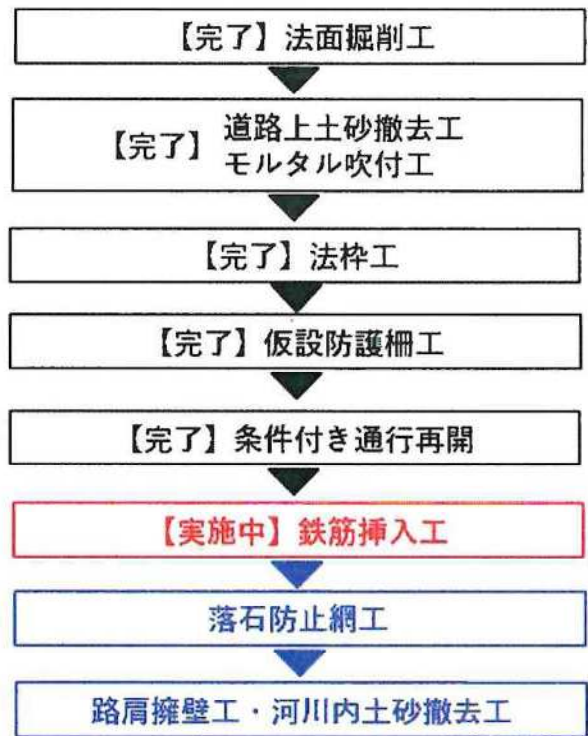 【完了】法面掘削工
【完了】道路上土砂撤去工
モルタル吹付工
【完了】法枠工
【完了】仮設防護柵工
【完了】条件付き通行再開
【実施中】鉄筋挿入工
落石防止網工
路肩擁壁工・河川内土砂撤去工